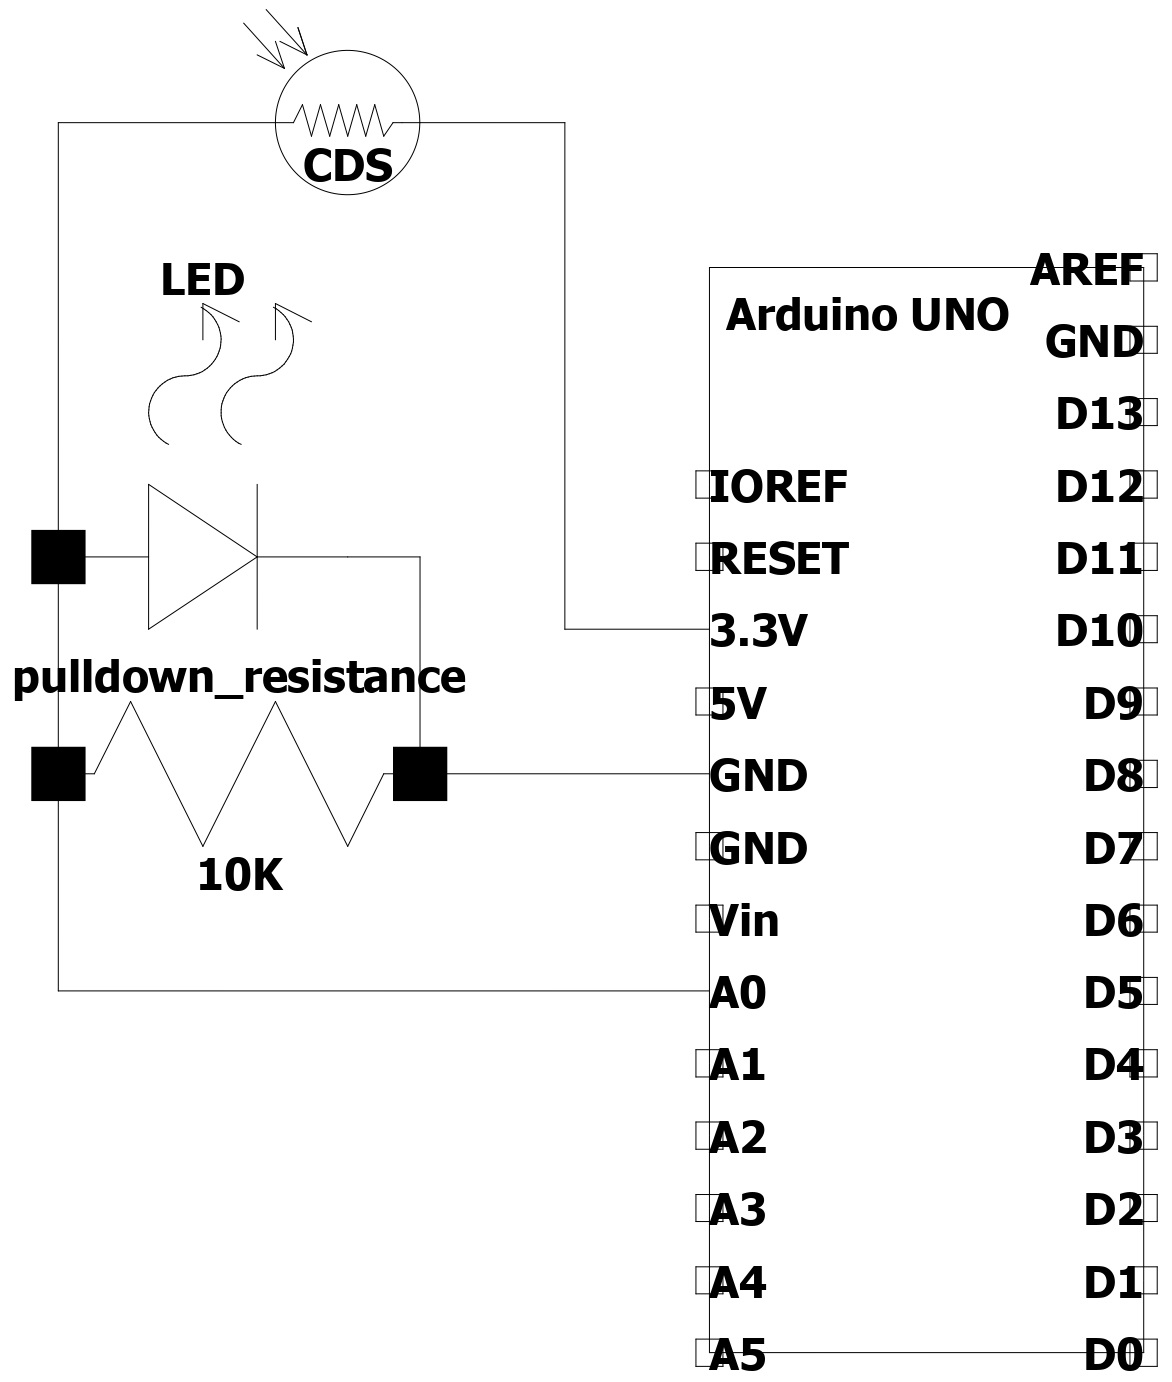 CDS
LED
pulldown_resistance
10K
Arduino UNO
IOREF
RESET
3.3V
5V
GND
GND
Vin
A0
A1
A2
A3
A4
A5
AREF
GND
D13
D12
D11
D10
D9
D8
D7
D6
D5
D4
D3
D2
D1
D0